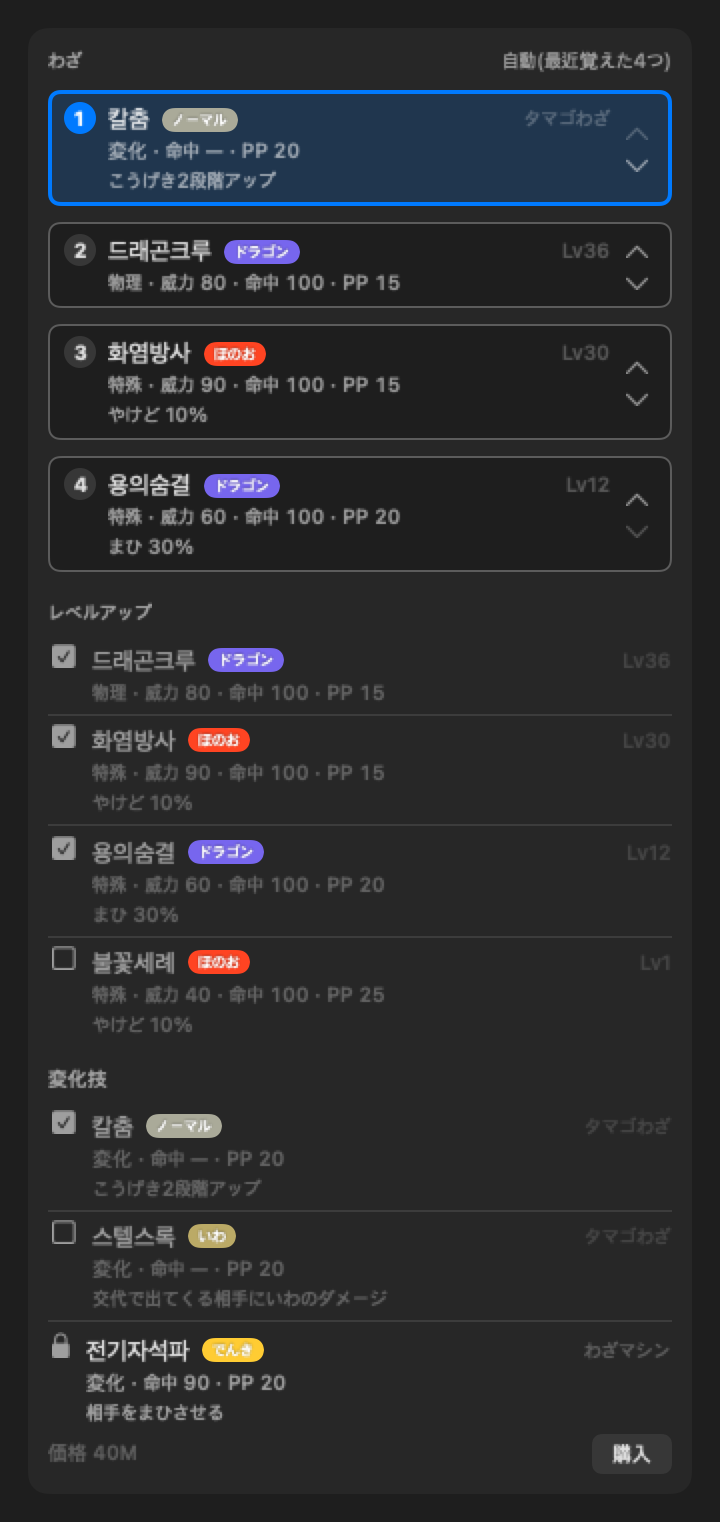 わざ 自動(最近覚えた4つ)
1 칼춤 ノーマル タマゴわざ
変化・命中 ー・PP 20
こうげき2段階アップ
2 드래곤크루 ドラゴン Lv36
物理・威力 80・命中 100・PP 15
3 화염방사 ほのお Lv30
特殊・威力 90・命中 100・PP 15
やけど 10%
4 용의숨결 ドラゴン Lv12
特殊・威力 60・命中 100・PP 20
まひ 30%
レベルアップ
드래곤크루 ドラゴン Lv36
物理・威力 80・命中 100・PP 15
화염방사 ほのお Lv30
特殊・威力 90・命中 100・PP 15
やけど 10%
용의숨결 ドラゴン Lv12
特殊・威力 60・命中 100・PP 20
まひ 30%
불꽃세례 ほのお Lv1
特殊・威力 40・命中 100・PP 25
やけど 10%
変化技
칼춤 ノーマル タマゴわざ
変化・命中 ー・PP 20
こうげき2段階アップ
스텔스록 いわ タマゴわざ
変化・命中 ー・PP 20
交代で出てくる相手にいわのダメージ
전기자석파 でんき わざマシン
変化・命中 90・PP 20
相手をまひさせる
価格 40M 購入